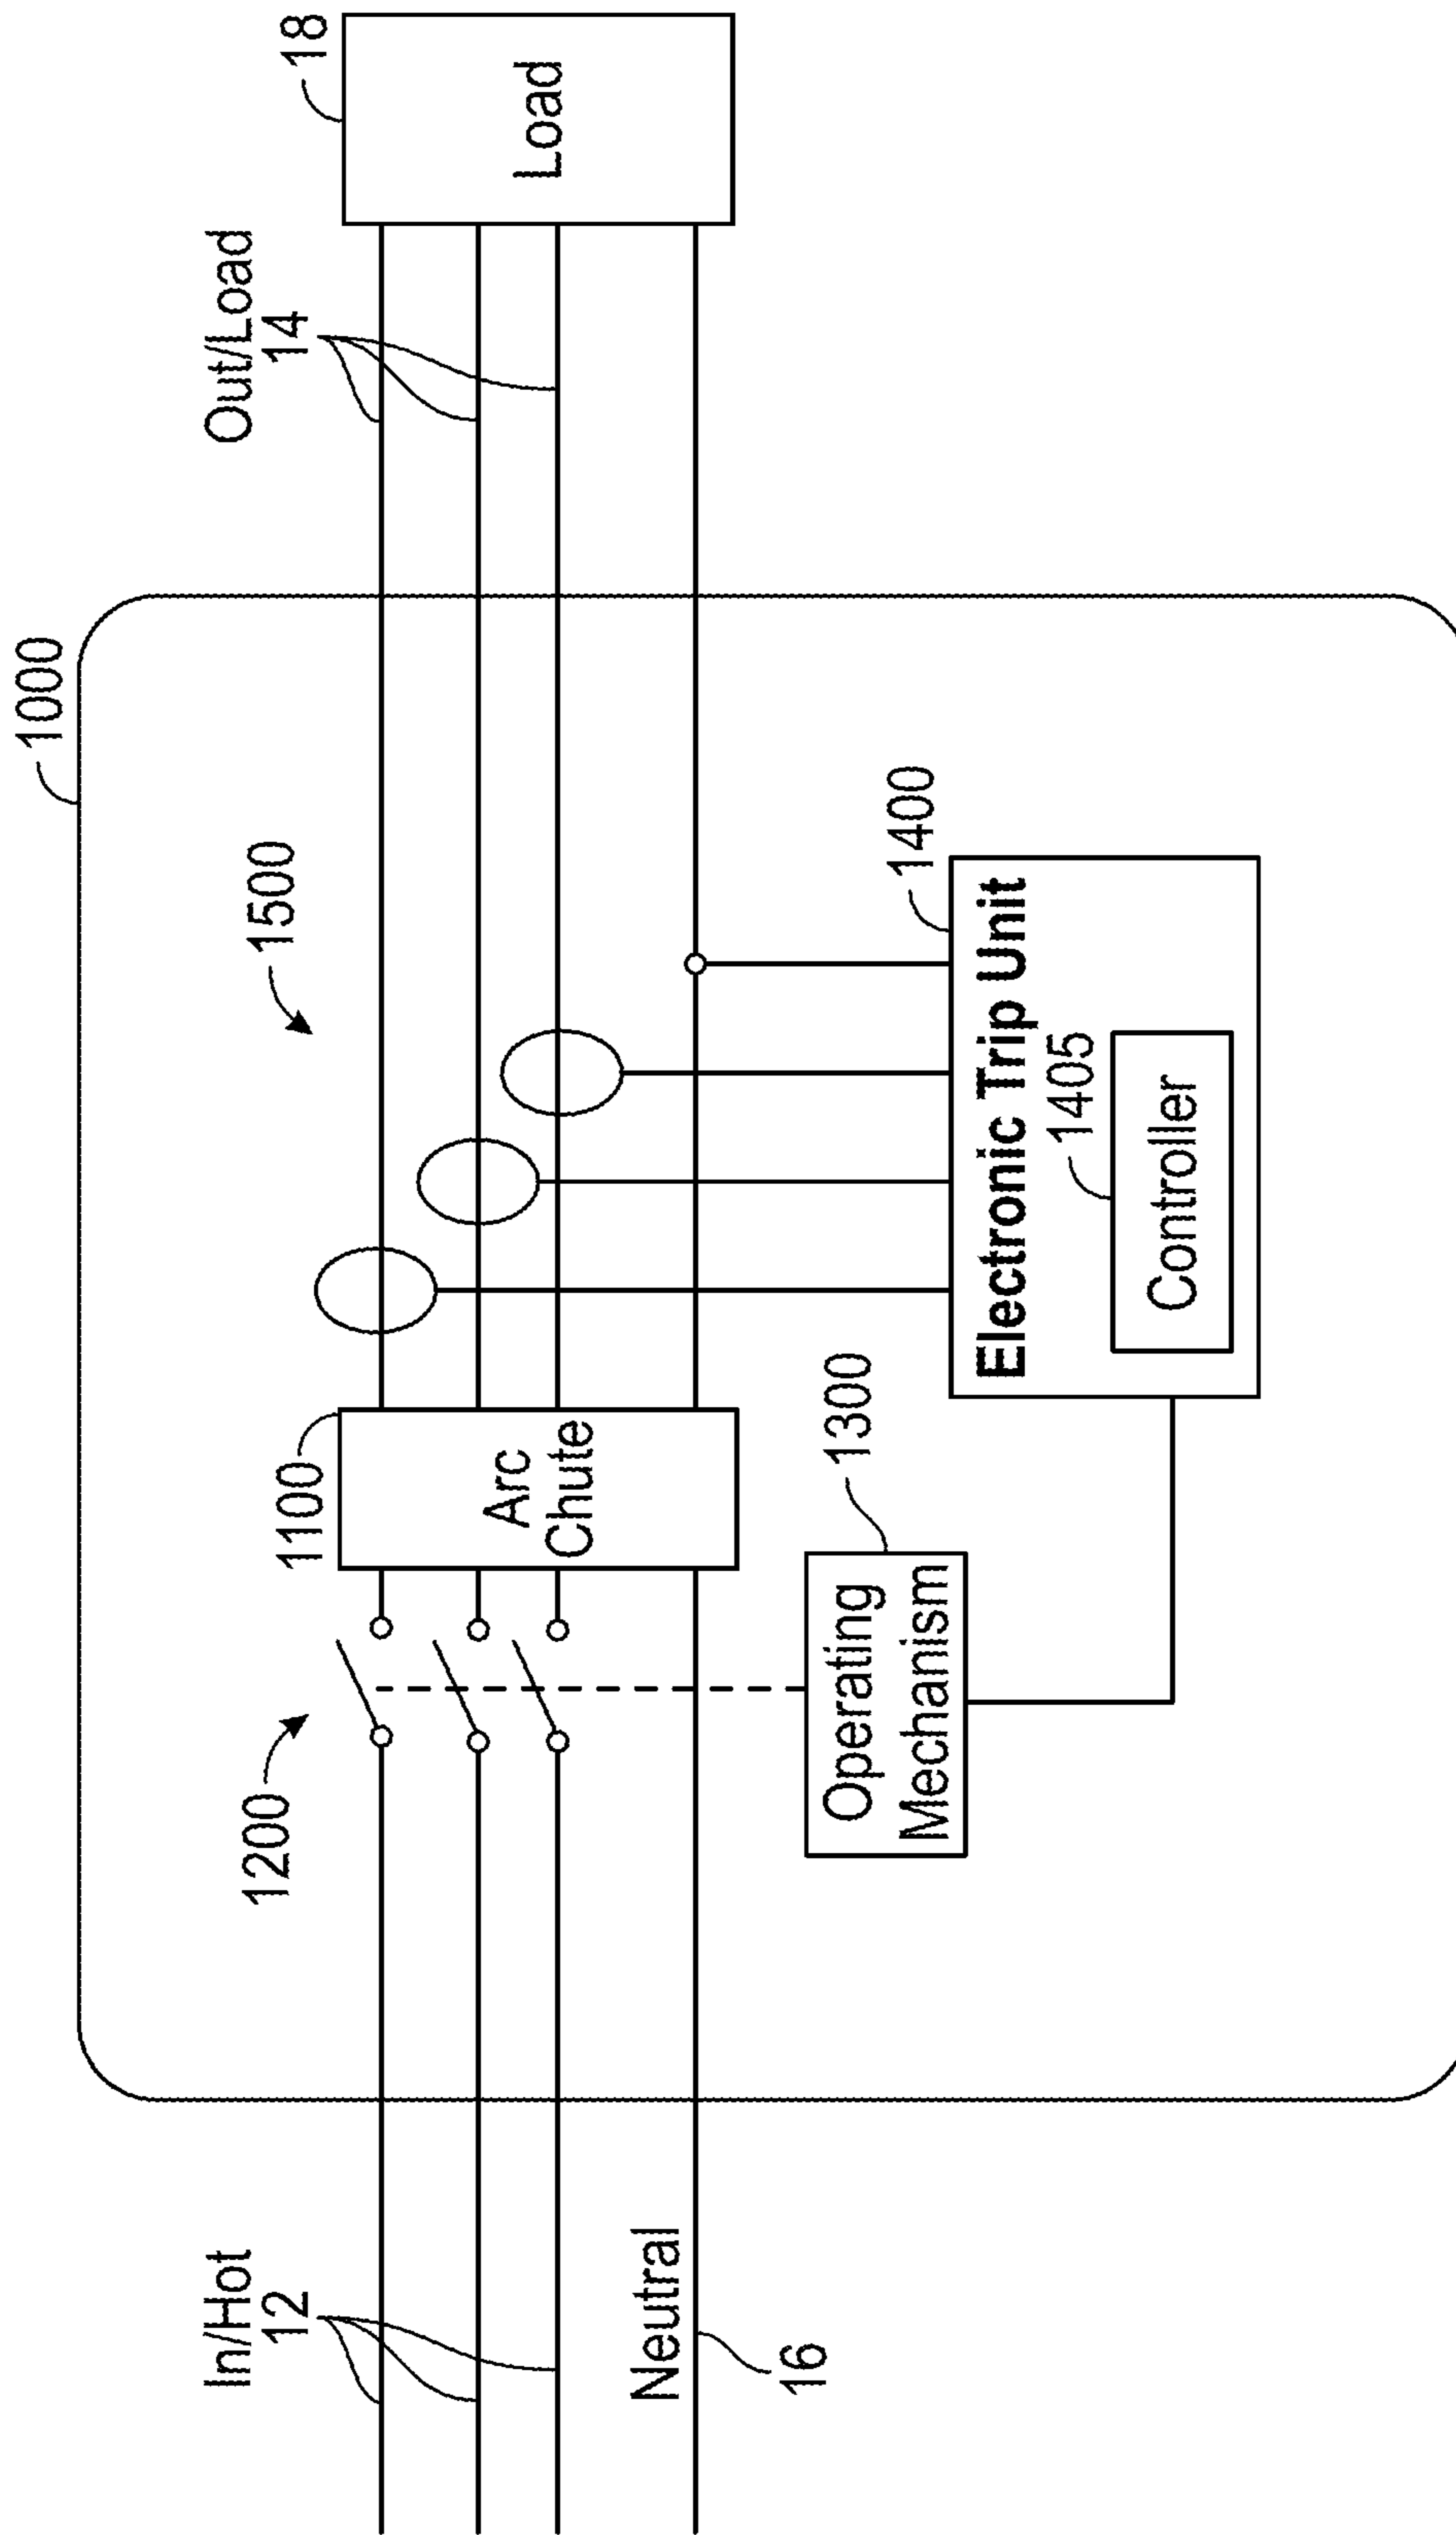 1000
In/Hot
12
1200
1500
Out/Load
14
18
1100
Arc
Chute
Load
Neutral
16
1300
Operating
Mechanism
1400
Electronic Trip Unit
1405
Controller